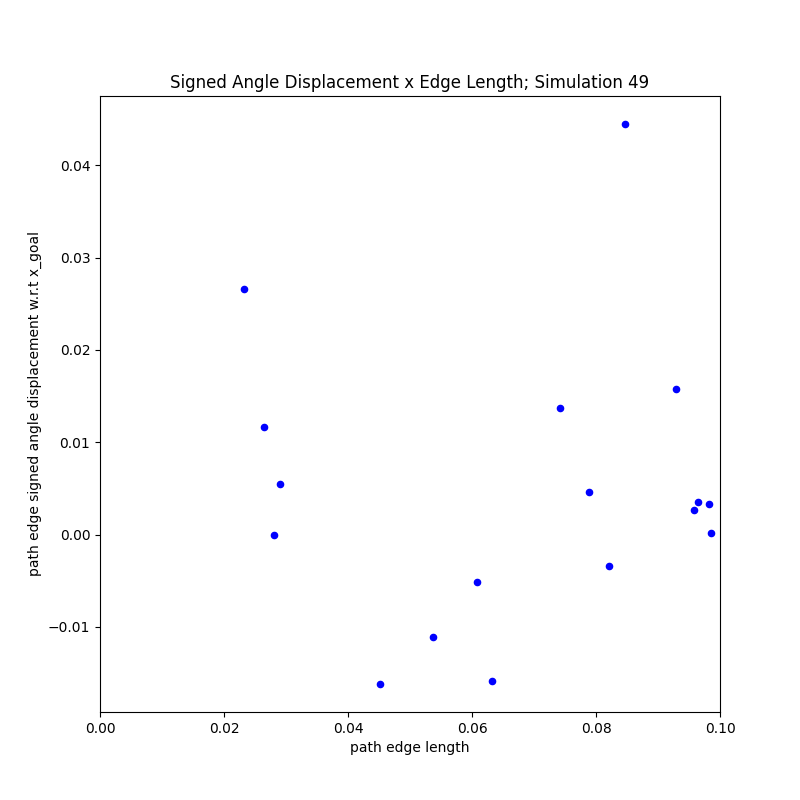 Signed Angle Displacement x Edge Length; Simulation 49
path edge signed angle displacement w.r.t x_goal
0.04
0.03
0.02
0.01
0.00
−0.01
0.00 0.02 0.04 0.06 0.08 0.10
path edge length